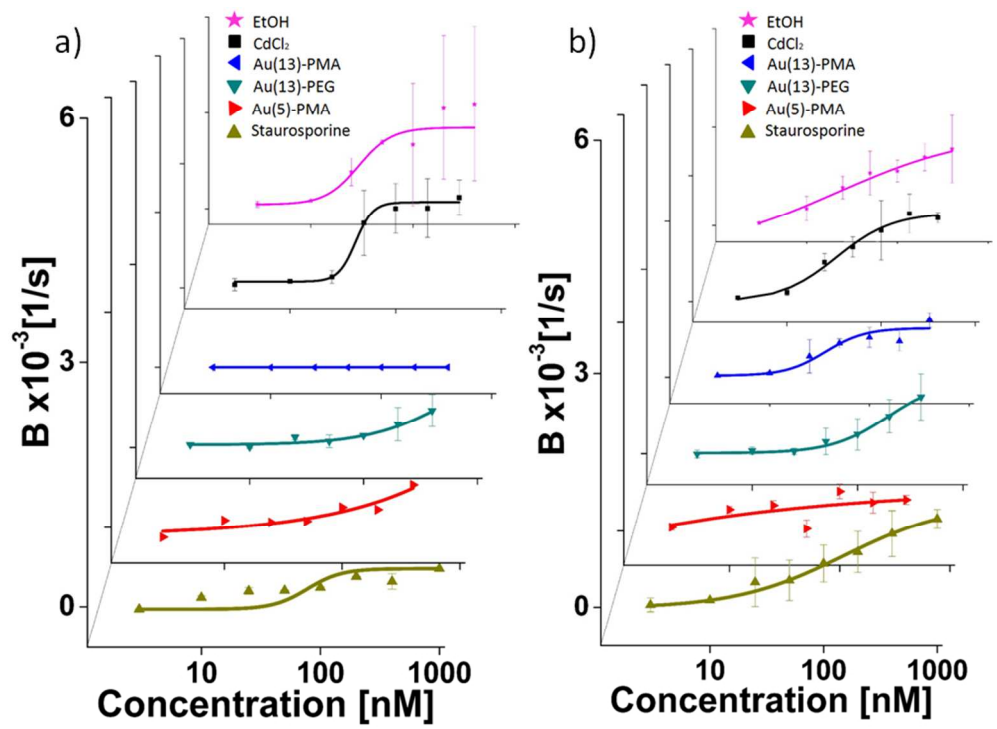 a)
EtOH
CdCl₂
Au(13)-PMA
Au(13)-PEG
Au(5)-PMA
Staurosporine
6
3
0
B x10⁻³[1/s]
10 100 1000
Concentration [nM]
b)
EtOH
CdCl₂
Au(13)-PMA
Au(13)-PEG
Au(5)-PMA
Staurosporine
6
3
0
B x10⁻³[1/s]
10 100 1000
Concentration [nM]